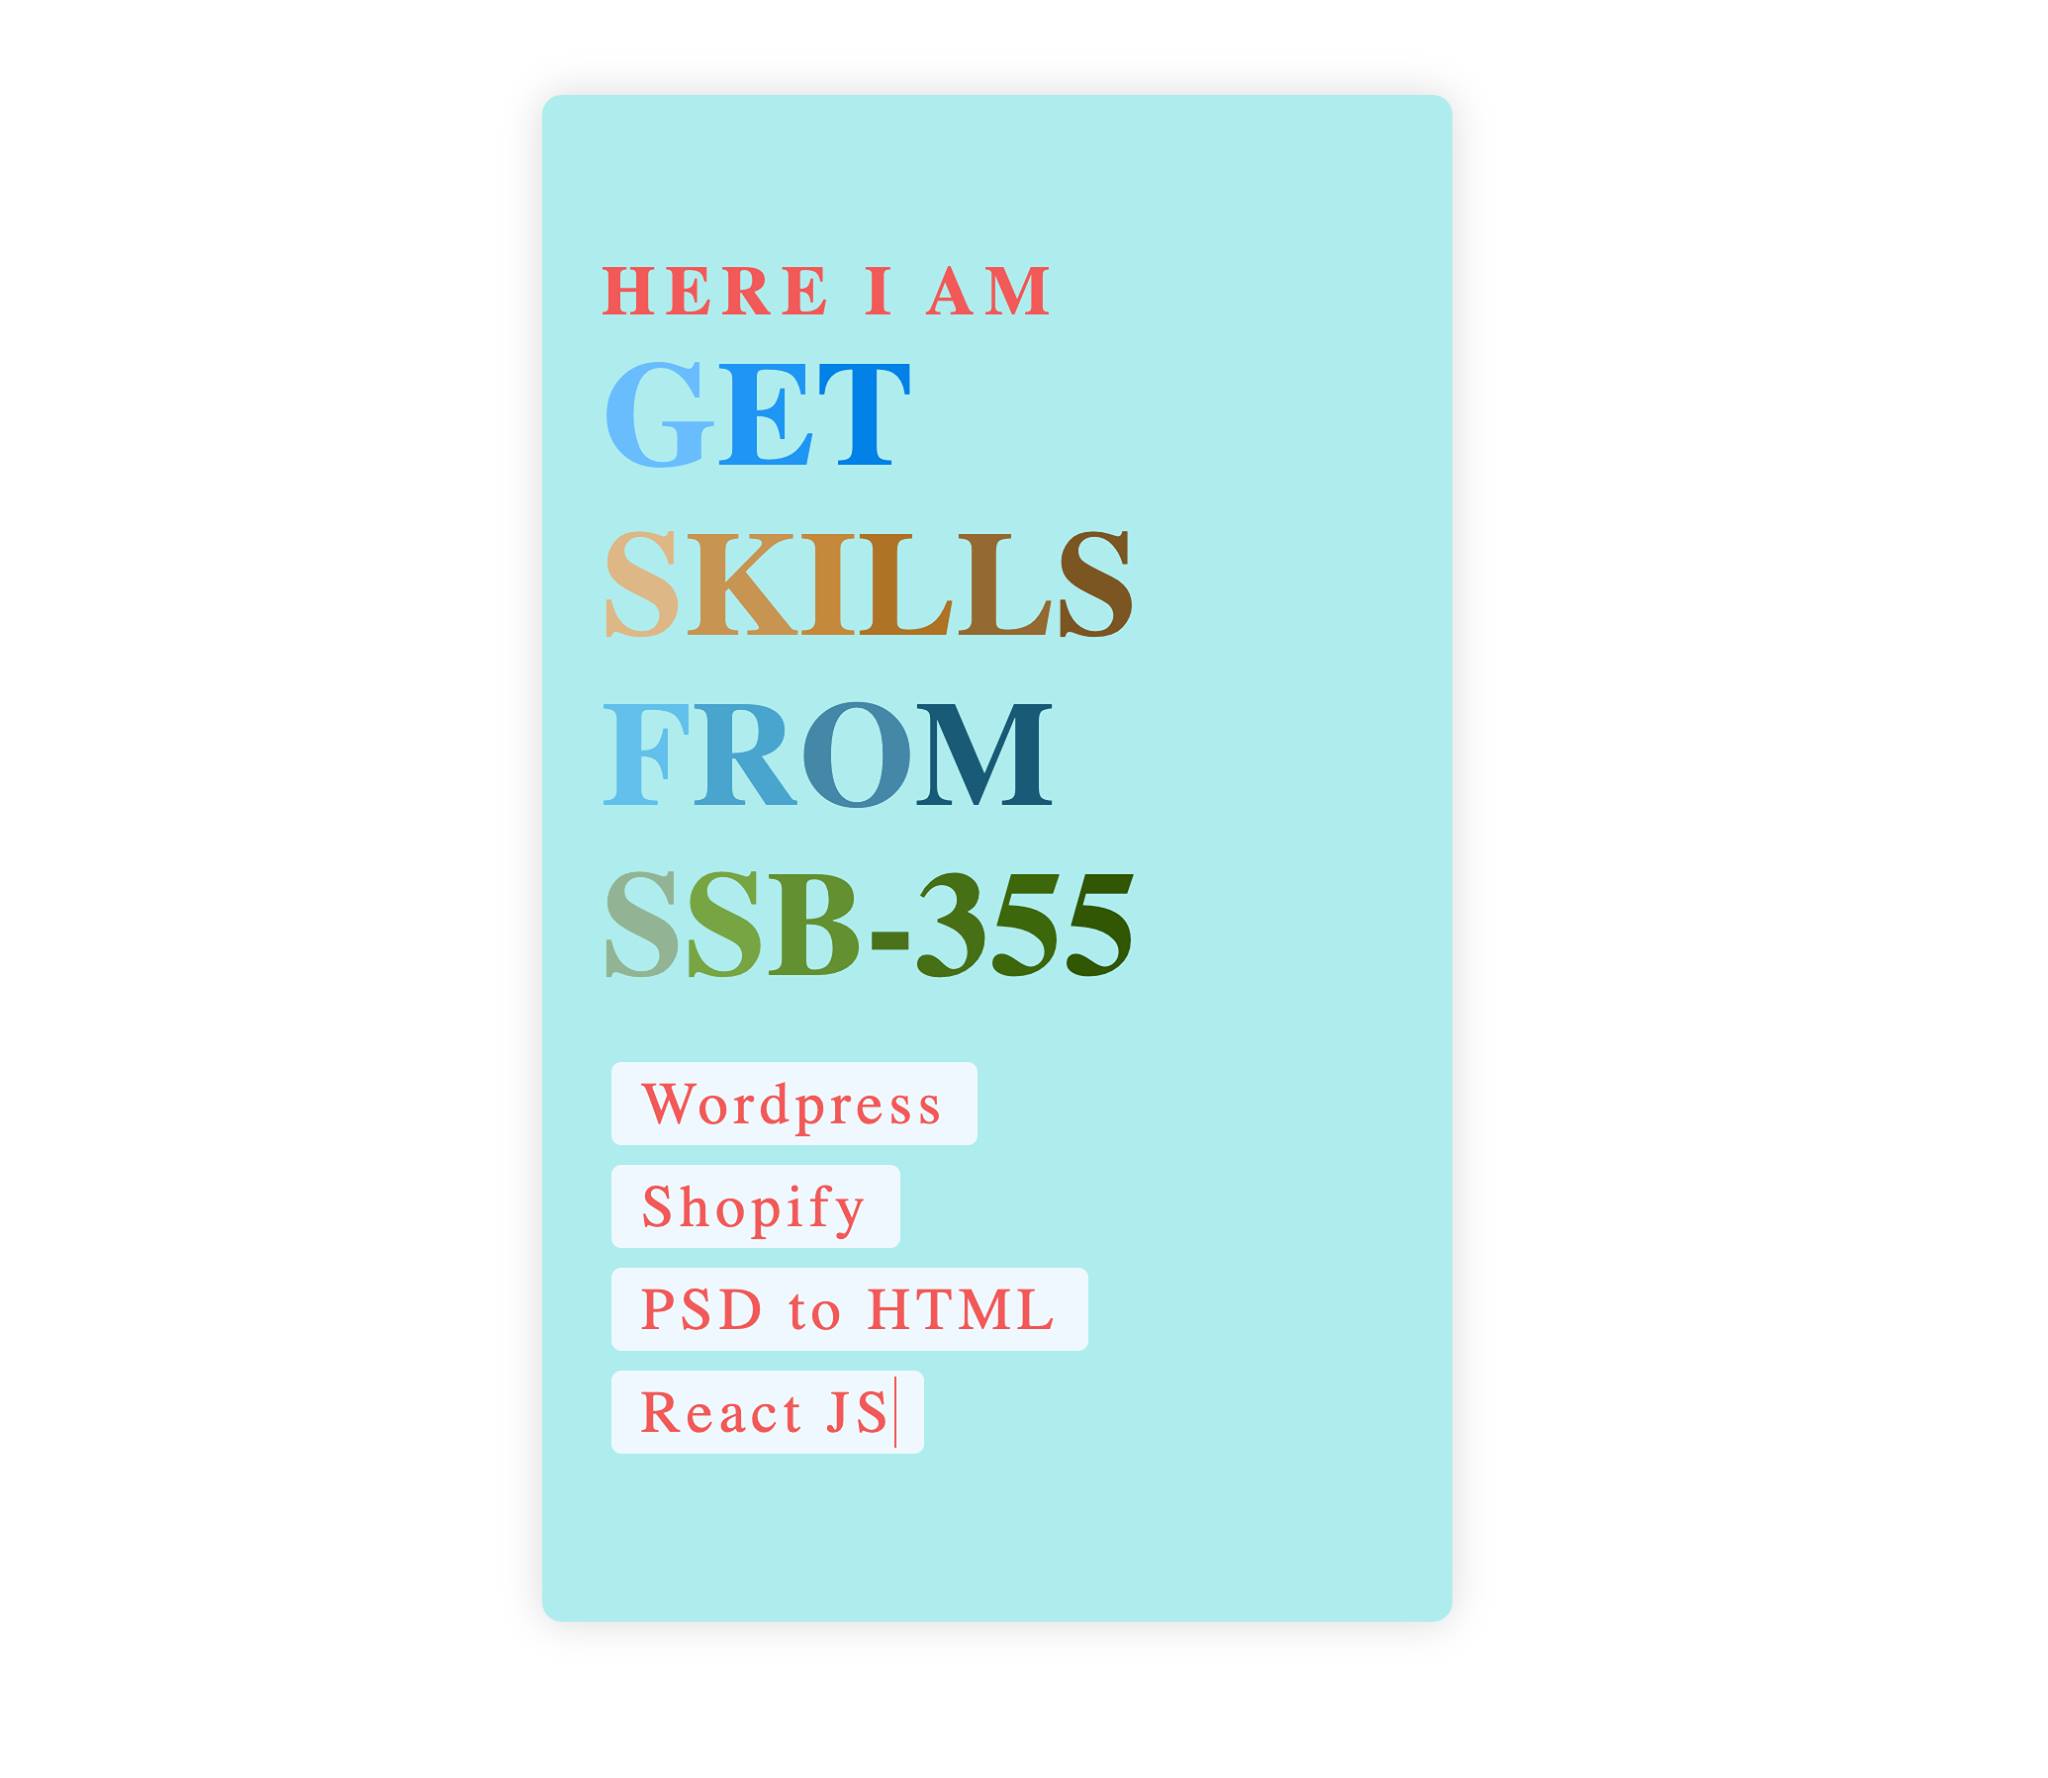 HERE I AM
GET
SKILLS
FROM
SSB-355
Wordpress
Shopify
PSD to HTML
React JS